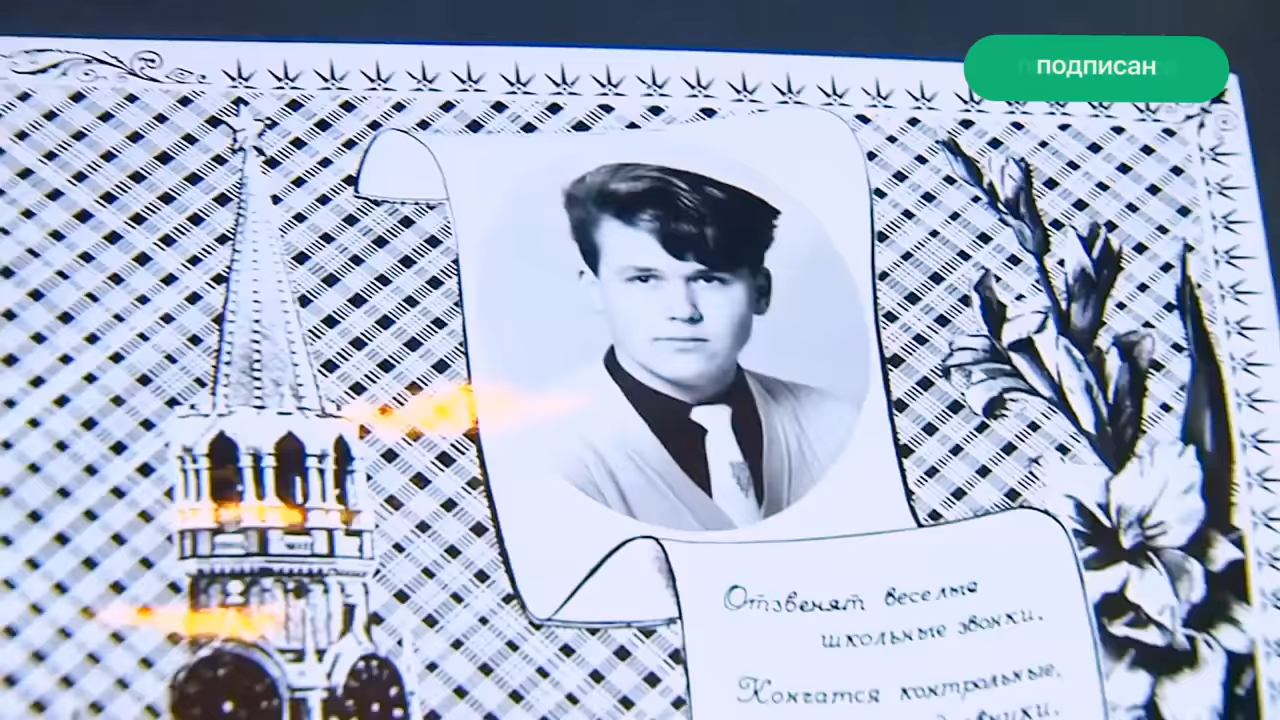 подписан
Отзвенят веселые
школьные звонки.
Кончатся контрольные,